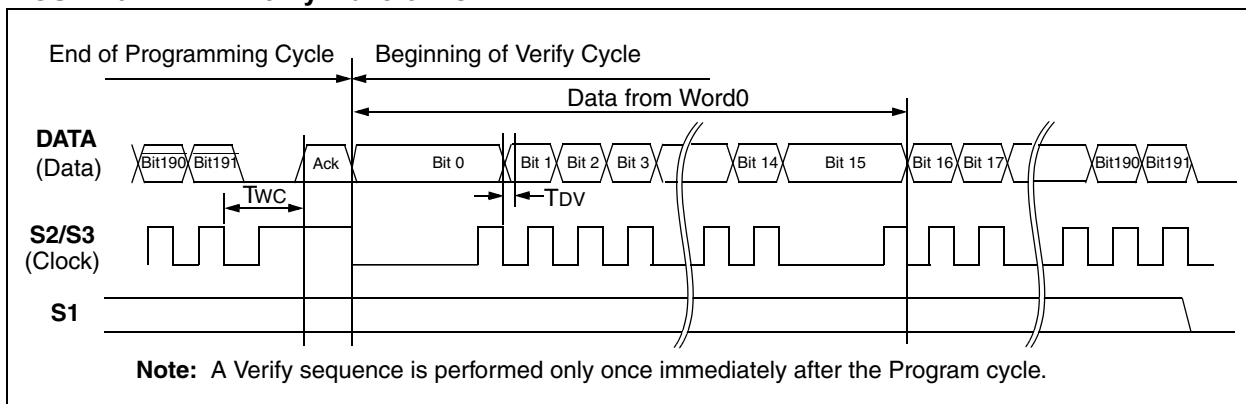 End of Programming Cycle Beginning of Verify Cycle
Data from Word0
DATA
(Data)
Bit190 Bit191 Ack Bit 0 Bit 1 Bit 2 Bit 3 Bit 14 Bit 15 Bit 16 Bit 17 Bit190 Bit191
TWC
TDV
S2/S3
(Clock)
S1
Note: A Verify sequence is performed only once immediately after the Program cycle.